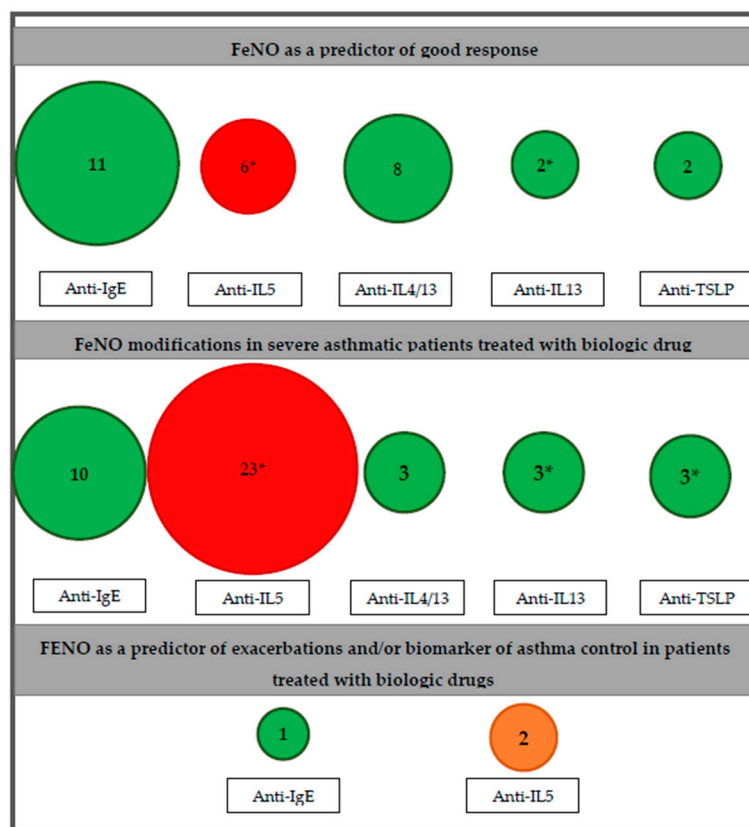 FeNO as a predictor of good response
11
6*
8
2*
2
Anti-IgE
Anti-IL5
Anti-IL4/13
Anti-IL13
Anti-TSLP
FeNO modifications in severe asthmatic patients treated with biologic drug
10
23*
3
3*
3*
Anti-IgE
Anti-IL5
Anti-IL4/13
Anti-IL13
Anti-TSLP
FENO as a predictor of exacerbations and/or biomarker of asthma control in patients
treated with biologic drugs
1
2
Anti-IgE
Anti-IL5